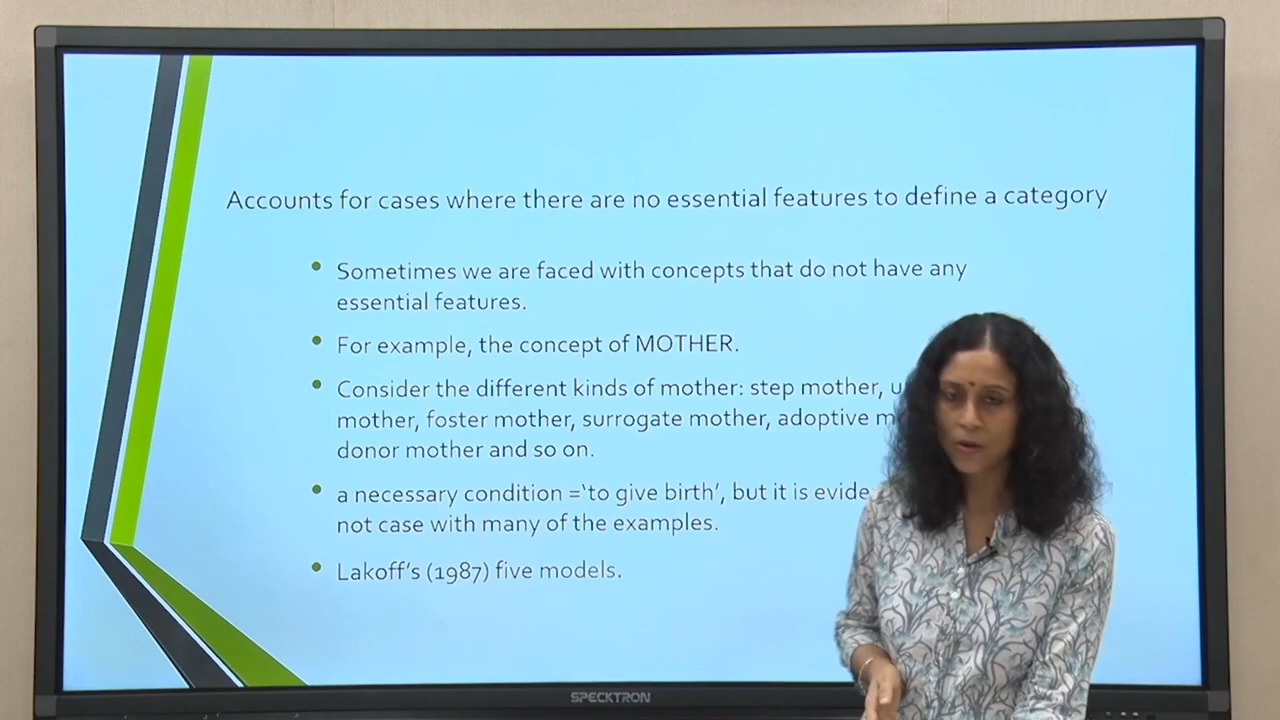 Accounts for cases where there are no essential features to define a category
• Sometimes we are faced with concepts that do not have any
essential features.
• For example, the concept of MOTHER.
• Consider the different kinds of mother: step mother,
mother, foster mother, surrogate mother, adoptive
donor mother and so on.
• a necessary condition =‘to give birth’, but it is
not case with many of the examples.
• Lakoff’s (1987) five models.
SPECKTRON